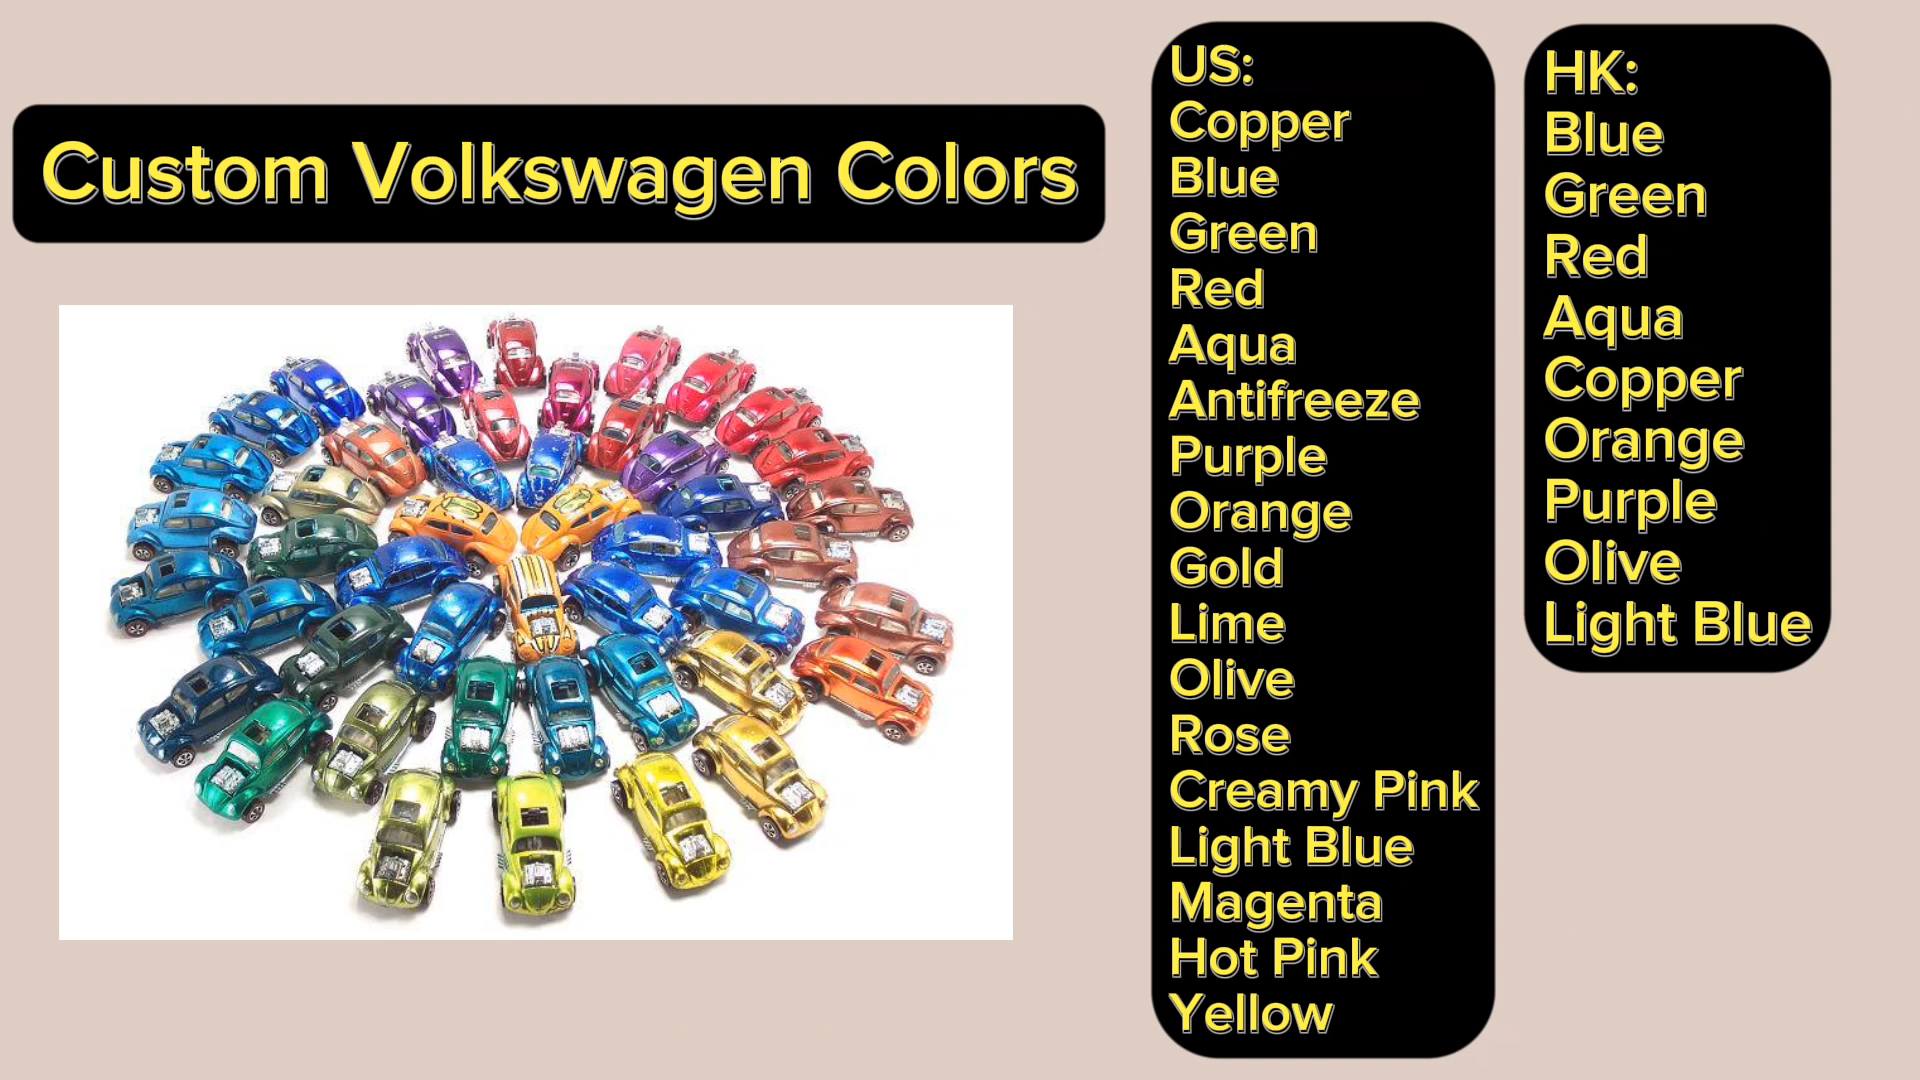 Custom Volkswagen Colors
US:
Copper
Blue
Green
Red
Aqua
Antifreeze
Purple
Orange
Gold
Lime
Olive
Rose
Creamy Pink
Light Blue
Magenta
Hot Pink
Yellow
HK:
Blue
Green
Red
Aqua
Copper
Orange
Purple
Olive
Light Blue